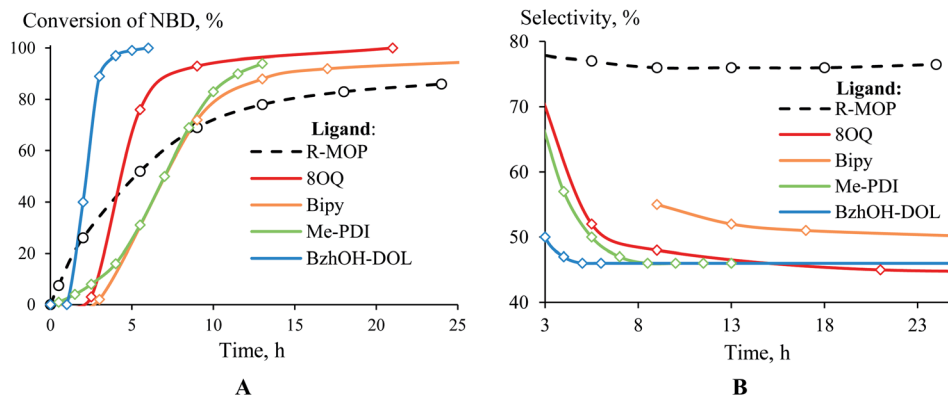 Conversion of NBD, %
100
80
60
40
20
0
0
5
10
15
20
25
Time, h
Ligand:
R-MOP
8OQ
Bipy
Me-PDI
BzhOH-DOL
A
Selectivity, %
80
70
60
50
40
3
8
13
18
23
Time, h
Ligand:
R-MOP
8OQ
Bipy
Me-PDI
BzhOH-DOL
B